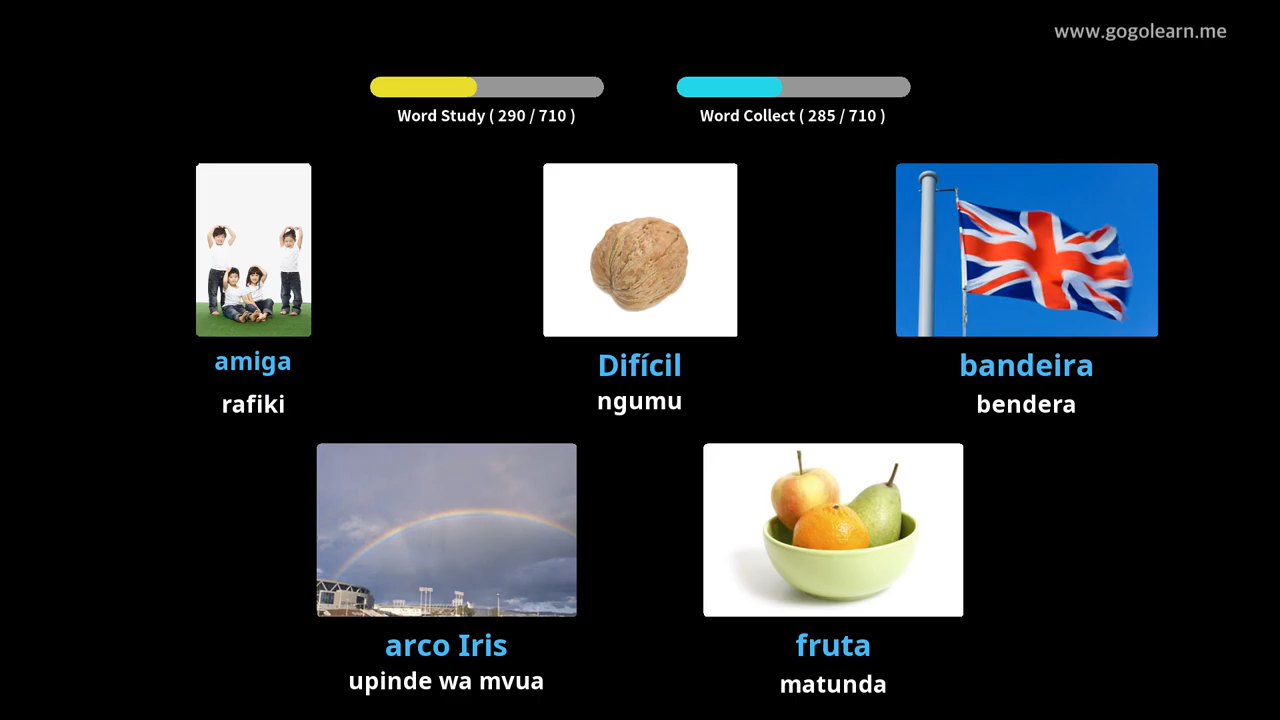 www.gogolearn.me
Word Study ( 290 / 710 )
Word Collect ( 285 / 710 )
amiga
rafiki
Difícil
ngumu
bandeira
bendera
arco Iris
upinde wa mvua
fruta
matunda